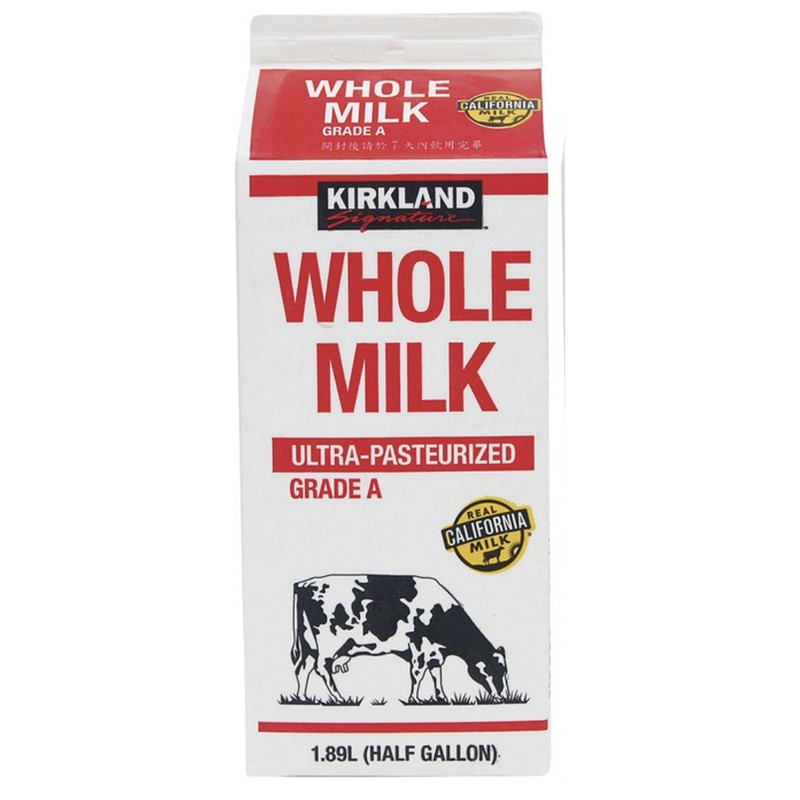 WHOLE
MILK
GRADE A
開封後請於 7 天內飲用完畢
REAL
CALIFORNIA
MILK
KIRKLAND
Signature
WHOLE
MILK
ULTRA-PASTEURIZED
GRADE A
REAL
CALIFORNIA
MILK
1.89L (HALF GALLON)